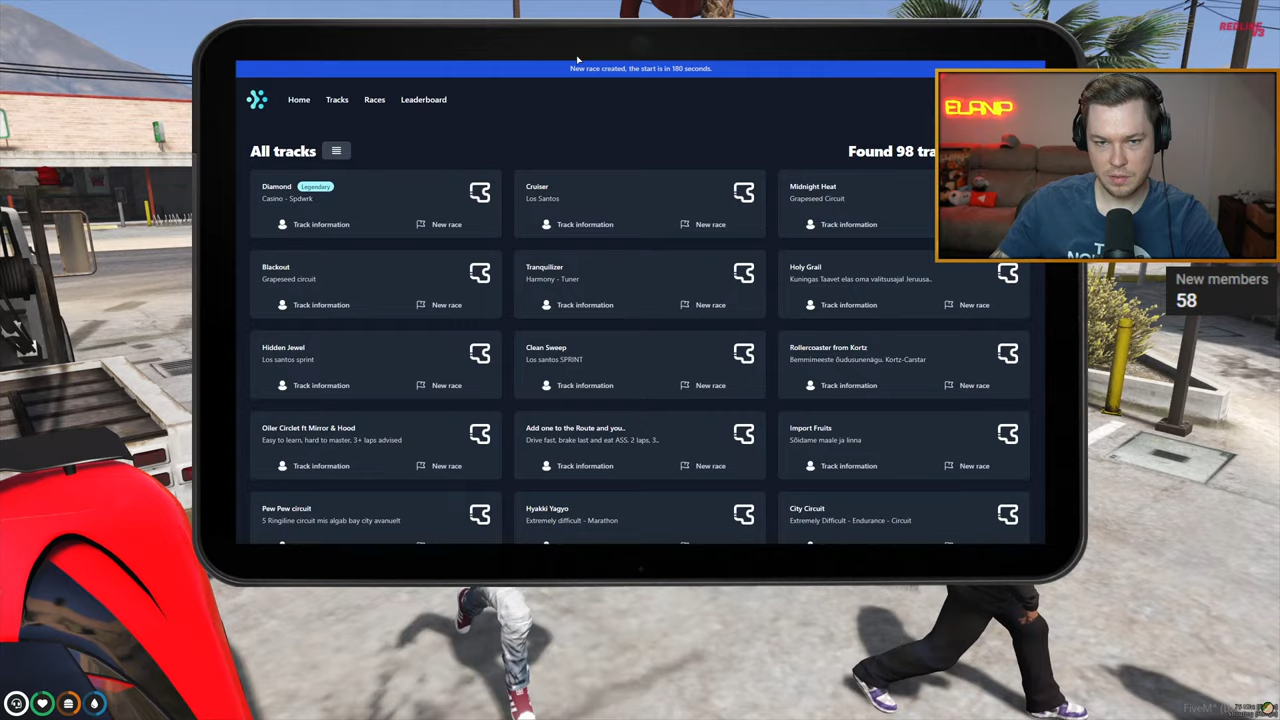 REDLINE V3
New race created, the start is in 180 seconds.
Home Tracks Races Leaderboard
All tracks
Found 98 tra
ELANIP
New members
58
Diamond Legendary
Casino - Spdwrk
Track information New race
Cruiser
Los Santos
Track information New race
Midnight Heat
Grapeseed Circuit
Track information
Blackout
Grapeseed circuit
Track information New race
Tranquilizer
Harmony - Tuner
Track information New race
Holy Grail
Kuningas Taavet elas oma valitsusajal Jeruusa..
Track information New race
Hidden Jewel
Los santos sprint
Track information New race
Clean Sweep
Los santos SPRINT
Track information New race
Rollercoaster from Kortz
Bemmimeeste õudusunenägu. Kortz-Carstar
Track information New race
Oiler Circlet ft Mirror & Hood
Easy to learn, hard to master, 3+ laps advised
Track information New race
Add one to the Route and you..
Drive fast, brake last and eat ASS. 2 laps, 3..
Track information New race
Import Fruits
Sõidame maale ja linna
Track information New race
Pew Pew circuit
5 Ringiline circuit mis algab bay city avanuelt
Hyakki Yagyo
Extremely difficult - Marathon
City Circuit
Extremely Difficult - Endurance - Circuit